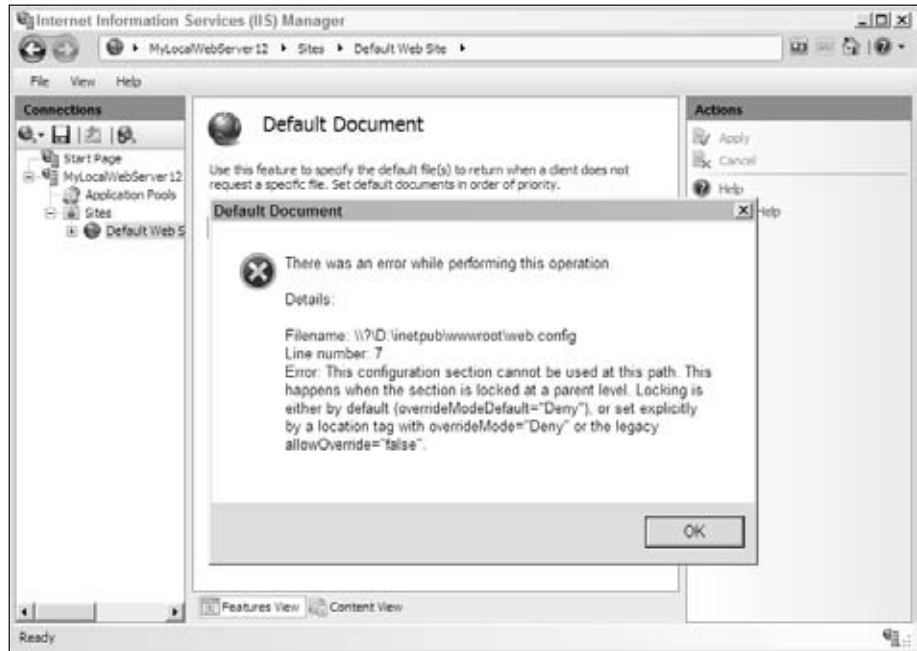 Internet Information Services (IIS) Manager
MyLocalWebServer12 Sites Default Web Site
File View Help
Connections
Start Page
MyLocalWebServer12
Application Pools
Sites
Default Web S
Default Document
Use this feature to specify the default file(s) to return when a client does not
request a specific file. Set default documents in order of priority.
Actions
Apply
Cancel
Help
Help
Default Document
There was an error while performing this operation.
Details:
Filename: \\?\D:\inetpub\wwwroot\web.config
Line number: 7
Error: This configuration section cannot be used at this path. This
happens when the section is locked at a parent level. Locking is
either by default (overrideModeDefault="Deny"), or set explicitly
by a location tag with overrideMode="Deny" or the legacy
allowOverride="false".
OK
Features View Content View
Ready